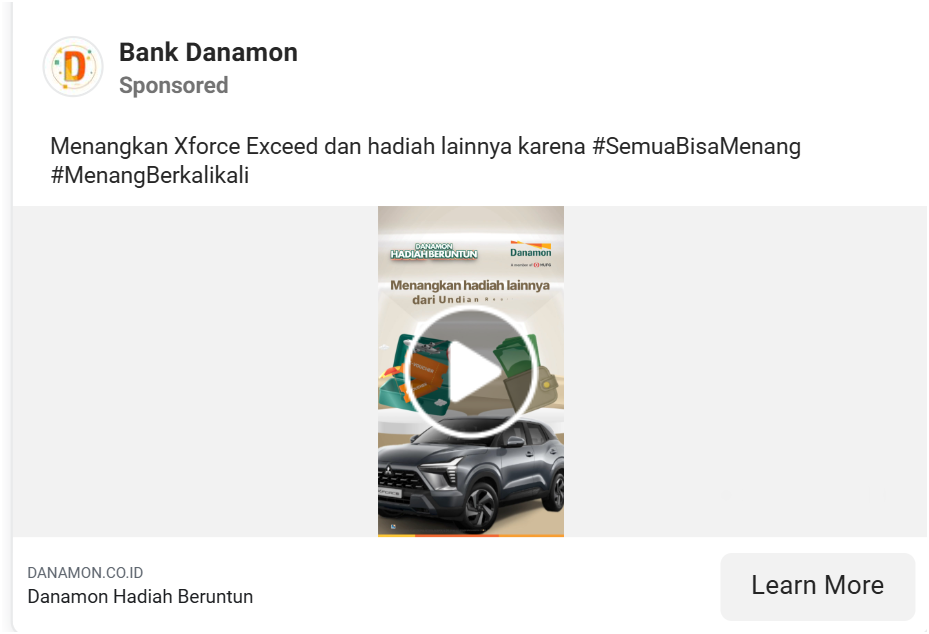 Bank Danamon
Sponsored
Menangkan Xforce Exceed dan hadiah lainnya karena #SemuaBisaMenang
#MenangBerkalikali
DANAMON
HADIAH BERUNTUN
Danamon
A member of MUFG
Menangkan hadiah lainnya
dari Undian
VOUCHER
DANAMON.CO.ID
Danamon Hadiah Beruntun
Learn More